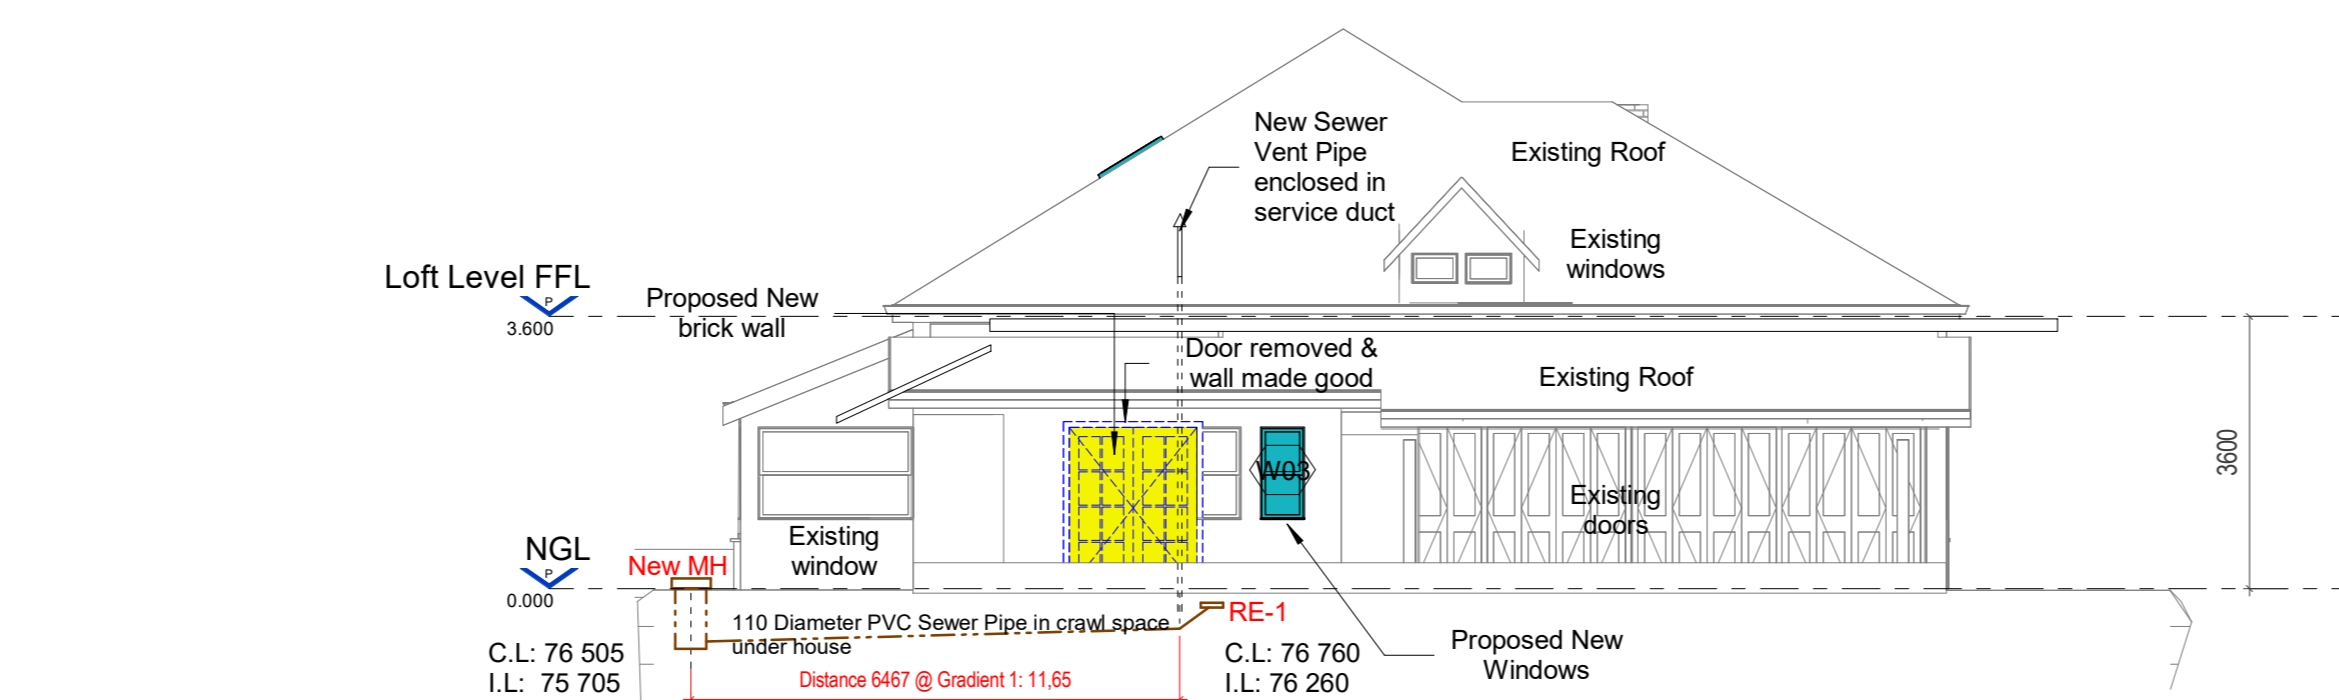 New Sewer
Vent Pipe
enclosed in
service duct
Existing Roof
Existing
windows
Loft Level FFL
P
3.600
Proposed New
brick wall
Door removed &
wall made good
Existing Roof
3600
W03
Existing
doors
Existing
window
NGL
P
0.000
New MH
110 Diameter PVC Sewer Pipe in crawl space
under house
RE-1
C.L: 76 505
I.L: 75 705
Distance 6467 @ Gradient 1: 11,65
C.L: 76 760
I.L: 76 260
Proposed New
Windows